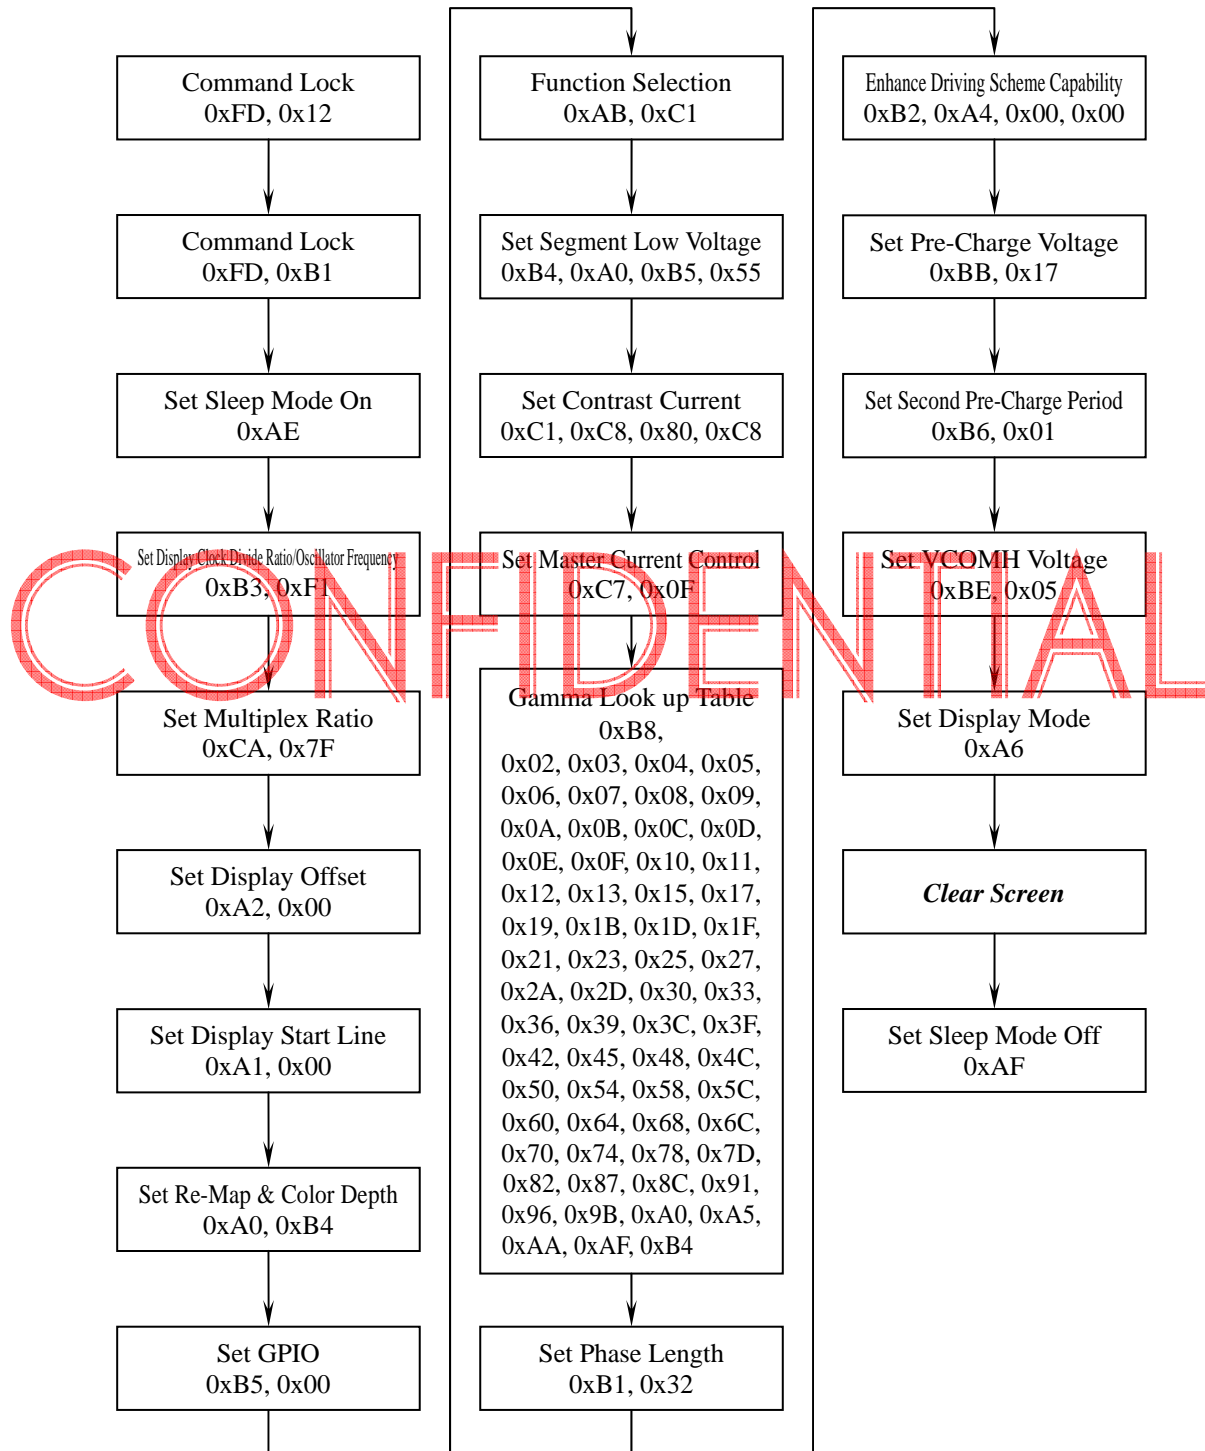 Command Lock
0xFD, 0x12
Command Lock
0xFD, 0xB1
Set Sleep Mode On
0xAE
Set Display Clock Divide Ratio/Oscillator Frequency
0xB3, 0xF1
Set Multiplex Ratio
0xCA, 0x7F
Set Display Offset
0xA2, 0x00
Set Display Start Line
0xA1, 0x00
Set Re-Map & Color Depth
0xA0, 0xB4
Set GPIO
0xB5, 0x00
Function Selection
0xAB, 0xC1
Set Segment Low Voltage
0xB4, 0xA0, 0xB5, 0x55
Set Contrast Current
0xC1, 0xC8, 0x80, 0xC8
Set Master Current Control
0xC7, 0x0F
Gamma Look up Table
0xB8,
0x02, 0x03, 0x04, 0x05,
0x06, 0x07, 0x08, 0x09,
0x0A, 0x0B, 0x0C, 0x0D,
0x0E, 0x0F, 0x10, 0x11,
0x12, 0x13, 0x15, 0x17,
0x19, 0x1B, 0x1D, 0x1F,
0x21, 0x23, 0x25, 0x27,
0x2A, 0x2D, 0x30, 0x33,
0x36, 0x39, 0x3C, 0x3F,
0x42, 0x45, 0x48, 0x4C,
0x50, 0x54, 0x58, 0x5C,
0x60, 0x64, 0x68, 0x6C,
0x70, 0x74, 0x78, 0x7D,
0x82, 0x87, 0x8C, 0x91,
0x96, 0x9B, 0xA0, 0xA5,
0xAA, 0xAF, 0xB4
Set Phase Length
0xB1, 0x32
Enhance Driving Scheme Capability
0xB2, 0xA4, 0x00, 0x00
Set Pre-Charge Voltage
0xBB, 0x17
Set Second Pre-Charge Period
0xB6, 0x01
Set VCOMH Voltage
0xBE, 0x05
Set Display Mode
0xA6
Clear Screen
Set Sleep Mode Off
0xAF
CONFIDENTIAL